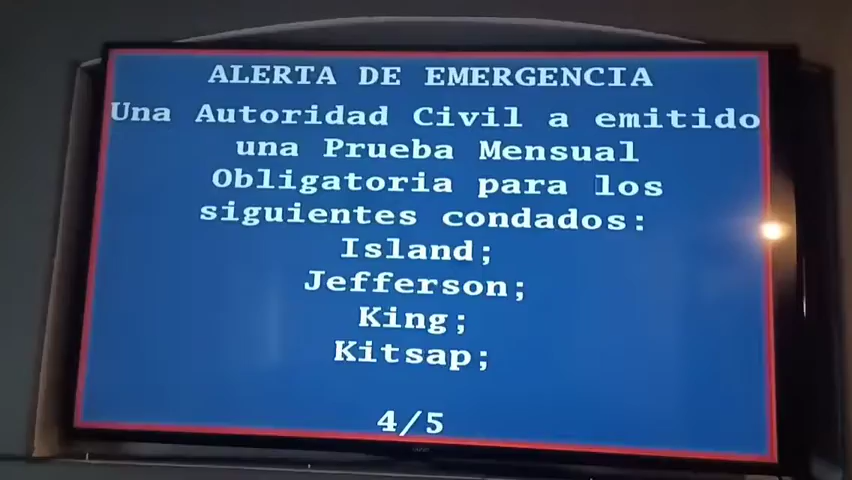 ALERTA DE EMERGENCIA
Una Autoridad Civil a emitido
una Prueba Mensual
Obligatoria para los
siguientes condados:
Island;
Jefferson;
King;
Kitsap;
4/5